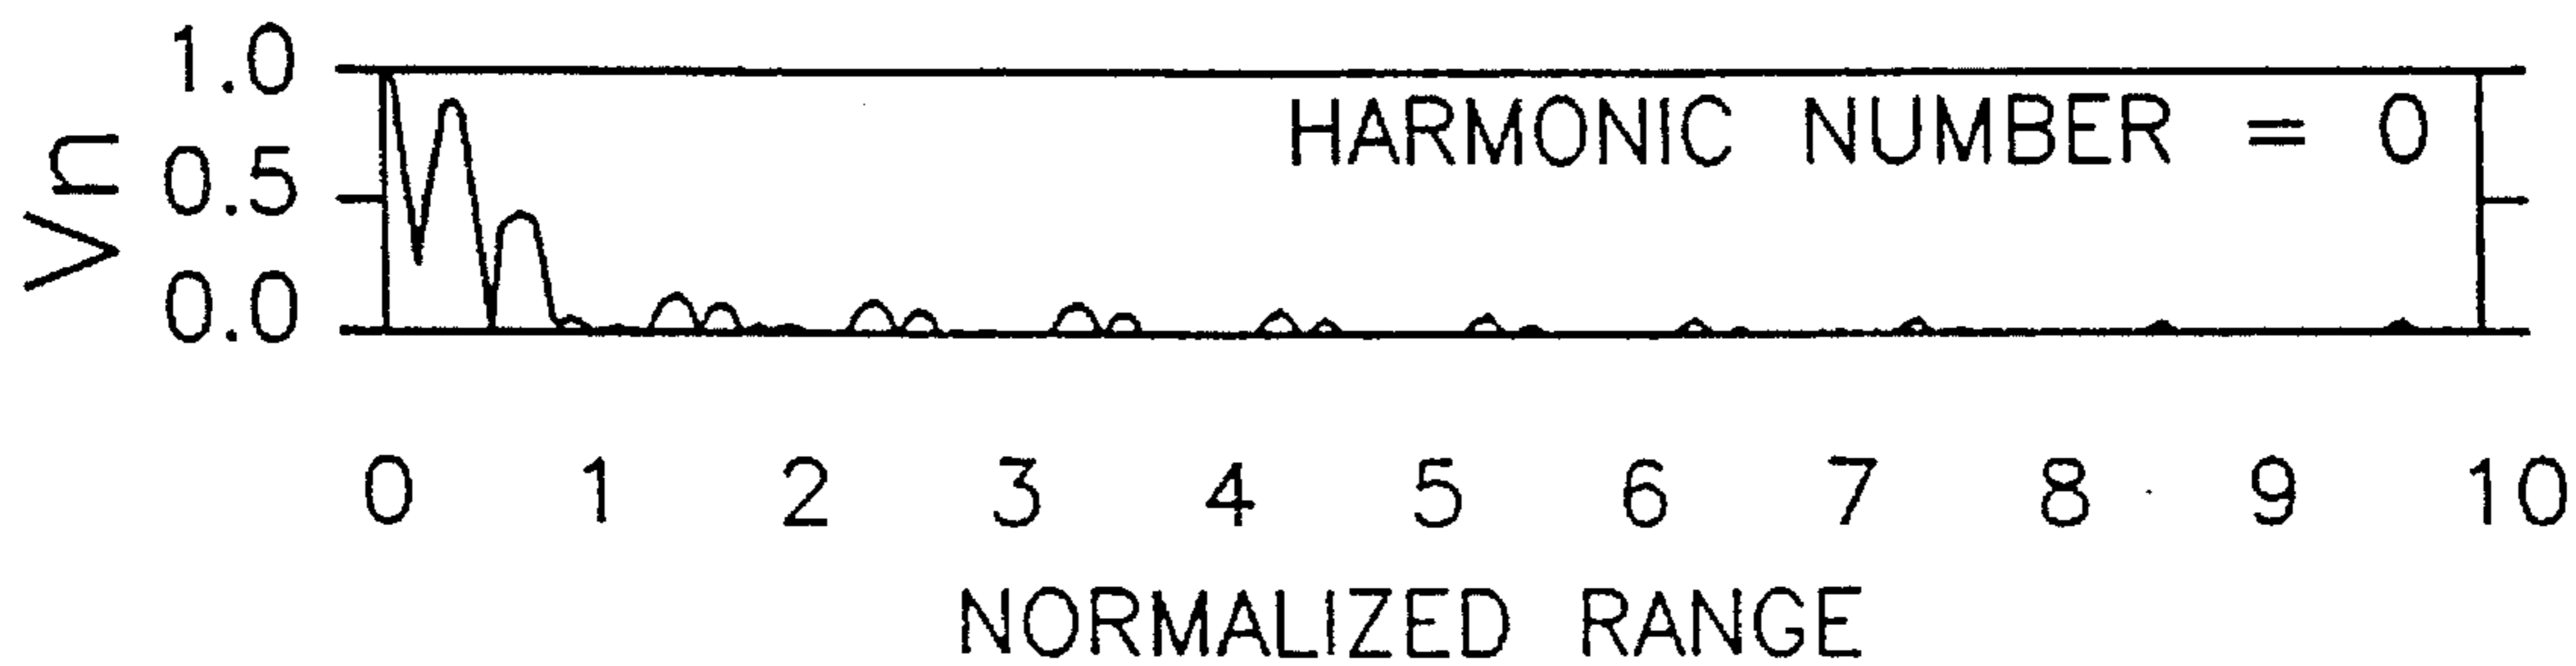 1.0
HARMONIC NUMBER = 0
Vn
0.5
0.0
0 1 2 3 4 5 6 7 8 9 10
NORMALIZED RANGE